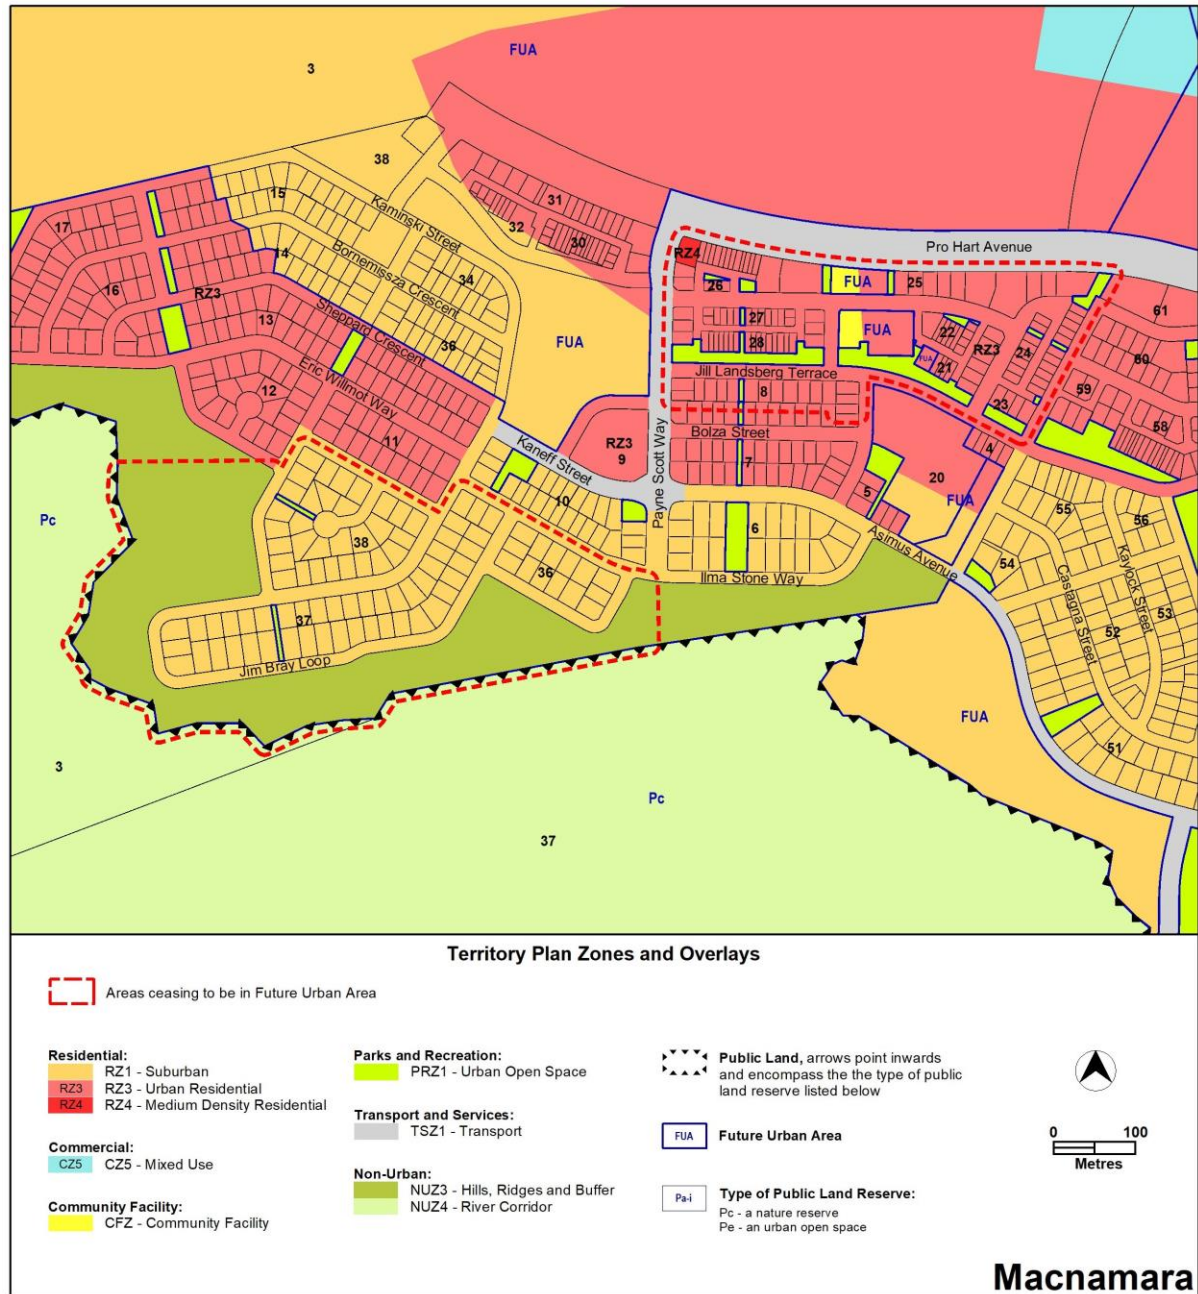 FUA
3
38
Kaminski Street
31
32
30
15
17
14
Bornemissza Crescent
34
RZ3
16
13
Sheppard Crescent
36
Eric Willmot Way
12
11
FUA
RZ4
Pro Hart Avenue
26
FUA
25
27
28
FUA
22
RZ3
24
21
FUA
61
60
59
58
Jill Landsberg Terrace
8
23
Bolza Street
7
4
20
FUA
5
RZ3
9
Kaneff Street
10
Payne Scott Way
6
Asimus Avenue
Ilma Stone Way
55
56
54
Kaylock Street
Castagna Street
53
52
51
Pc
38
36
37
Jim Bray Loop
3
Pc
37
FUA
Territory Plan Zones and Overlays
Areas ceasing to be in Future Urban Area
Residential:
RZ1 - Suburban
RZ3 RZ3 - Urban Residential
RZ4 RZ4 - Medium Density Residential
Commercial:
CZ5 CZ5 - Mixed Use
Community Facility:
CFZ - Community Facility
Parks and Recreation:
PRZ1 - Urban Open Space
Transport and Services:
TSZ1 - Transport
Non-Urban:
NUZ3 - Hills, Ridges and Buffer
NUZ4 - River Corridor
Public Land, arrows point inwards
and encompass the the type of public
land reserve listed below
FUA Future Urban Area
Pa-i Type of Public Land Reserve:
Pc - a nature reserve
Pe - an urban open space
0 100
Metres
Macnamara